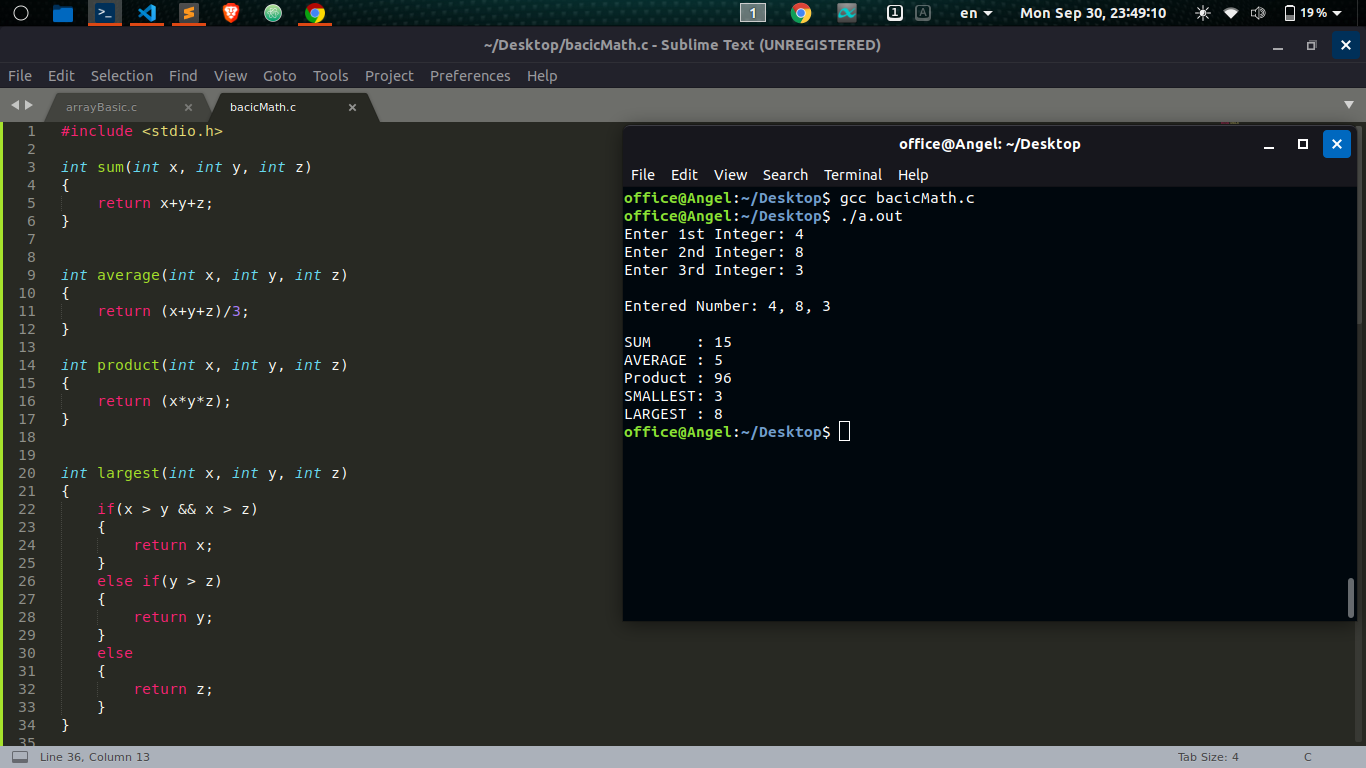 1
1
A
en
Mon Sep 30, 23:49:10
19 %
~/Desktop/bacicMath.c - Sublime Text (UNREGISTERED)
File Edit Selection Find View Goto Tools Project Preferences Help
arrayBasic.c
bacicMath.c
1 #include <stdio.h>
2
3 int sum(int x, int y, int z)
4 {
5     return x+y+z;
6 }
7
8
9 int average(int x, int y, int z)
10 {
11     return (x+y+z)/3;
12 }
13
14 int product(int x, int y, int z)
15 {
16     return (x*y*z);
17 }
18
19
20 int largest(int x, int y, int z)
21 {
22     if(x > y && x > z)
23     {
24         return x;
25     }
26     else if(y > z)
27     {
28         return y;
29     }
30     else
31     {
32         return z;
33     }
34 }
35
office@Angel: ~/Desktop
File Edit View Search Terminal Help
office@Angel:~/Desktop$ gcc bacicMath.c
office@Angel:~/Desktop$ ./a.out
Enter 1st Integer: 4
Enter 2nd Integer: 8
Enter 3rd Integer: 3
Entered Number: 4, 8, 3
SUM     : 15
AVERAGE : 5
Product : 96
SMALLEST: 3
LARGEST : 8
office@Angel:~/Desktop$
Line 36, Column 13
Tab Size: 4
C